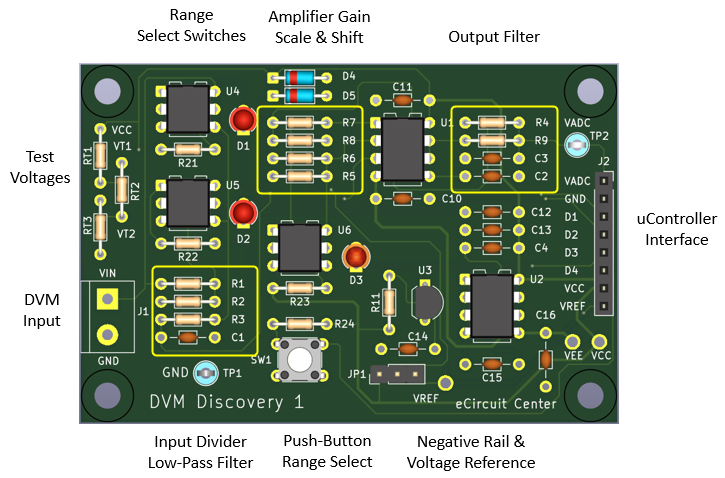 Range
Select Switches
Amplifier Gain
Scale & Shift
Output Filter
U4
D4
D5
C11
D1
R7
R8
R6
R5
U1
R4
R9
C3
C2
VADC
TP2
J2
VCC
VT1
RT1
RT2
RT3
VT2
Test
Voltages
R21
U5
D2
R22
C10
C12
C13
C4
VADC
GND
D1
D2
D3
D4
VCC
VREF
uController
Interface
U6
D3
R23
R24
U3
R11
U2
C16
VIN
J1
GND
DVM
Input
R1
R2
R3
C1
GND
TP1
SW1
C14
JP1
VREF
C15
VEE
VCC
DVM Discovery 1
eCircuit Center
Input Divider
Low-Pass Filter
Push-Button
Range Select
Negative Rail &
Voltage Reference